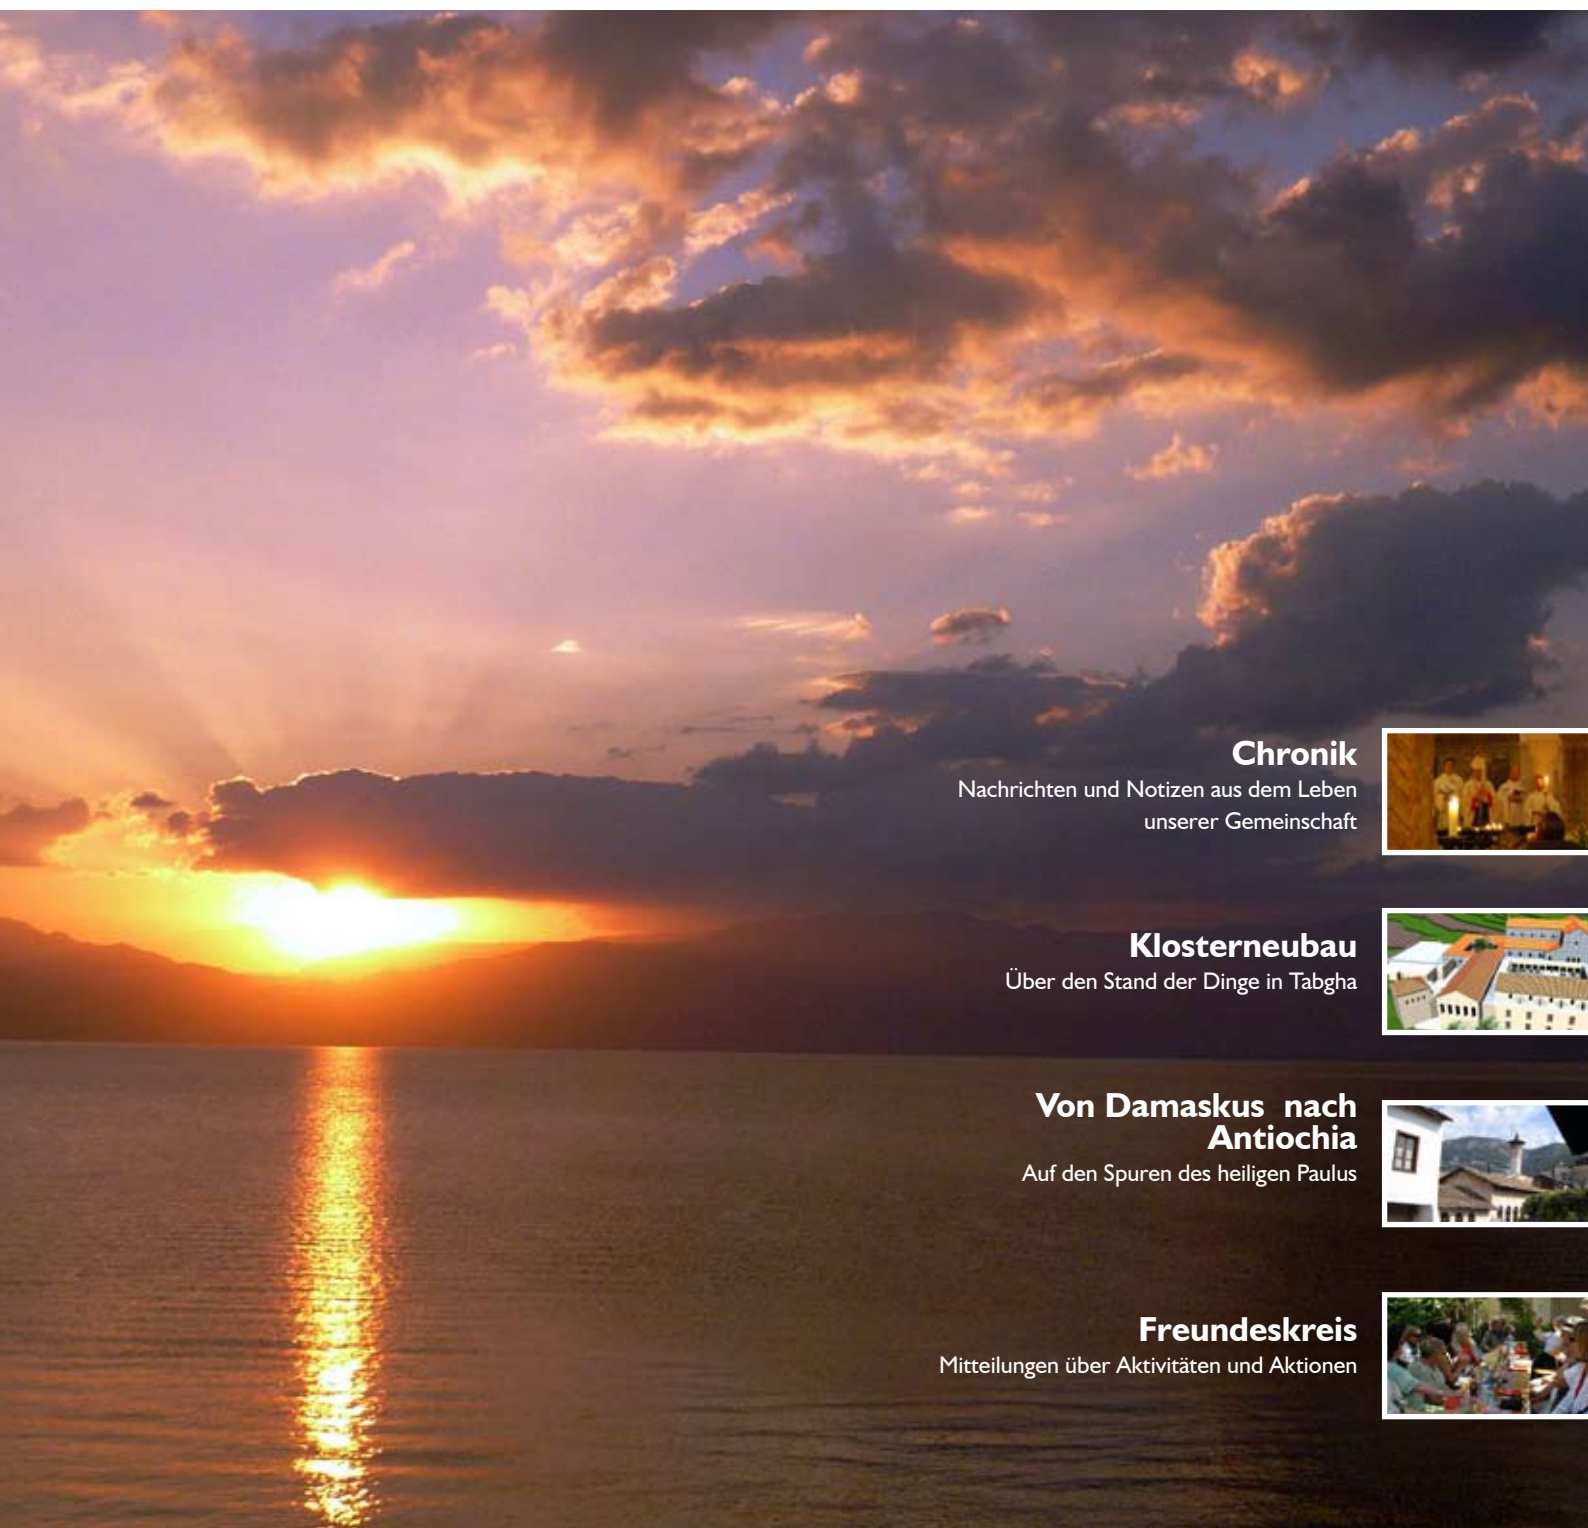 Chronik
Nachrichten und Notizen aus dem Leben
unserer Gemeinschaft
Klosterneubau
Über den Stand der Dinge in Tabgha
Von Damaskus nach
Antiochia
Auf den Spuren des heiligen Paulus
Freundeskreis
Mitteilungen über Aktivitäten und Aktionen